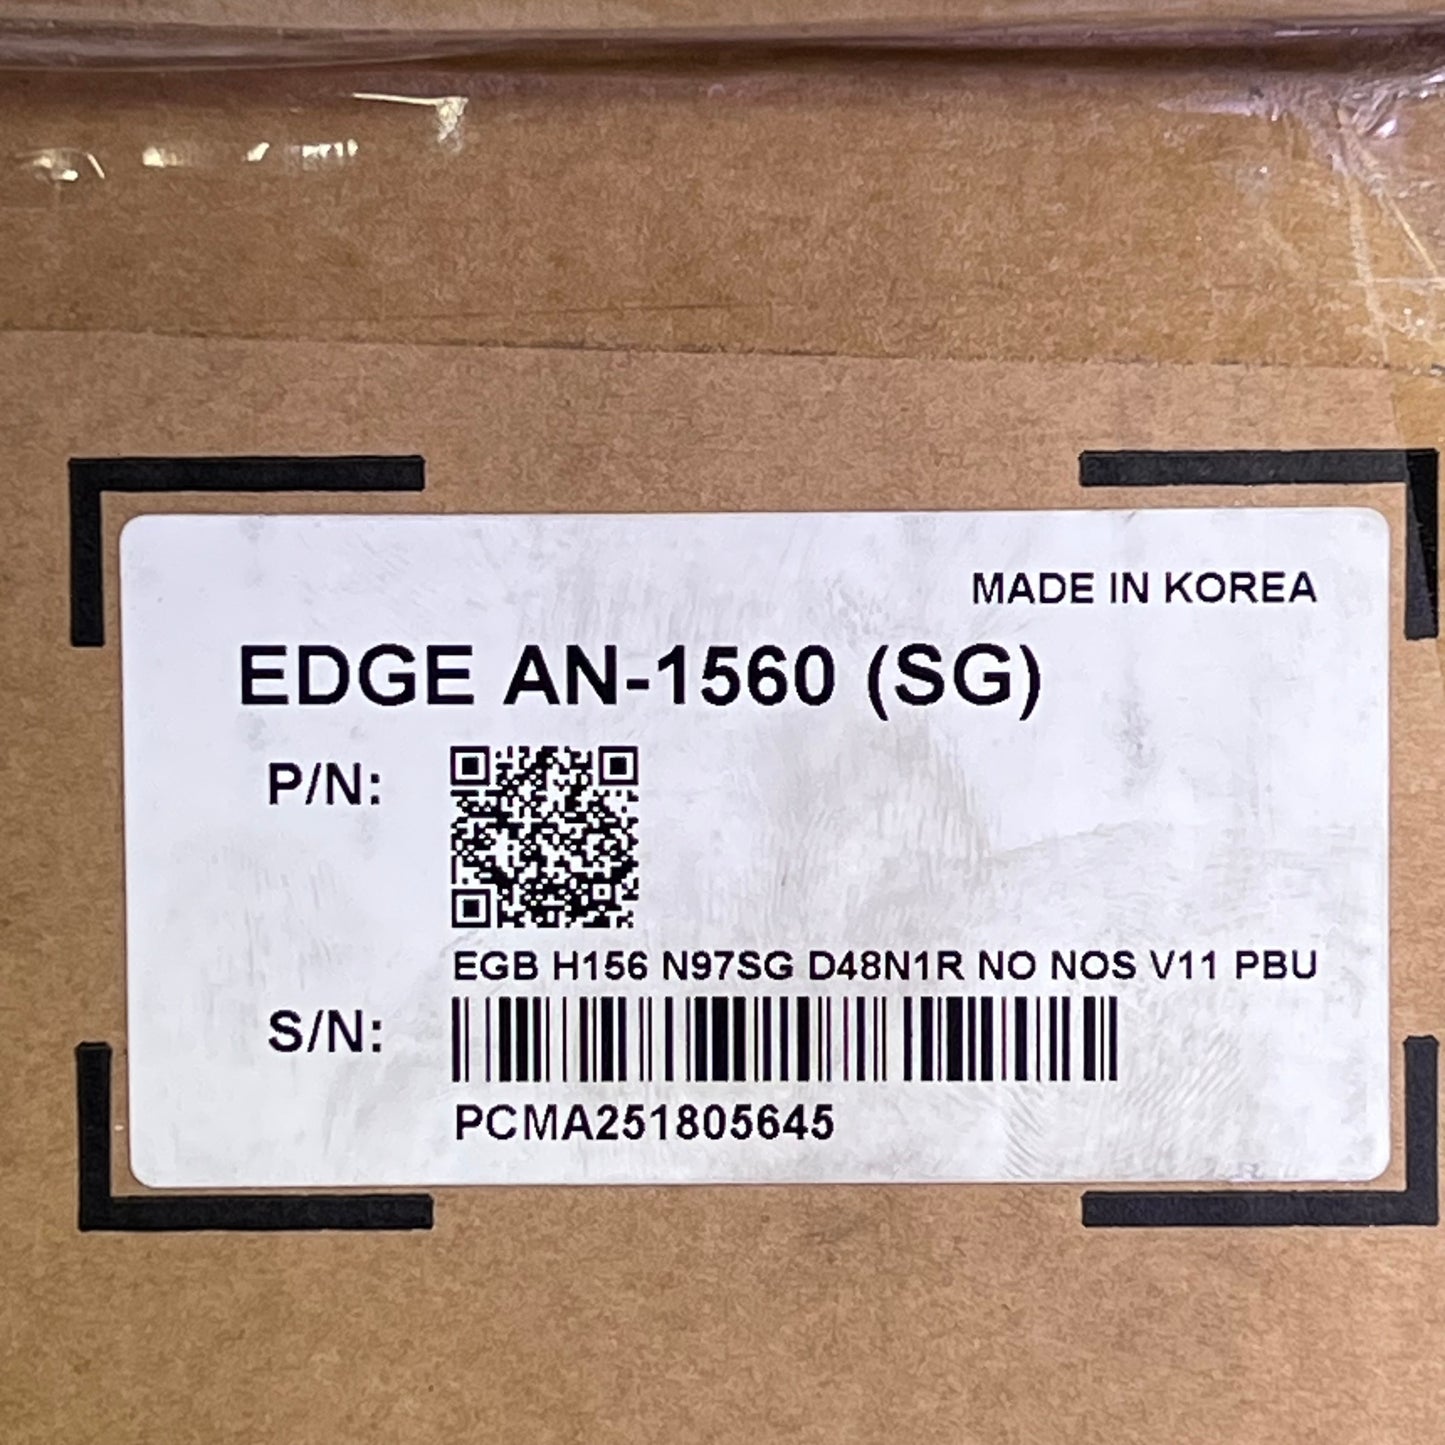 MADE IN KOREA
EDGE AN-1560 (SG)
P/N:
EGB H156 N97SG D48N1R NO NOS V11 PBU
S/N:
PCMA251805645